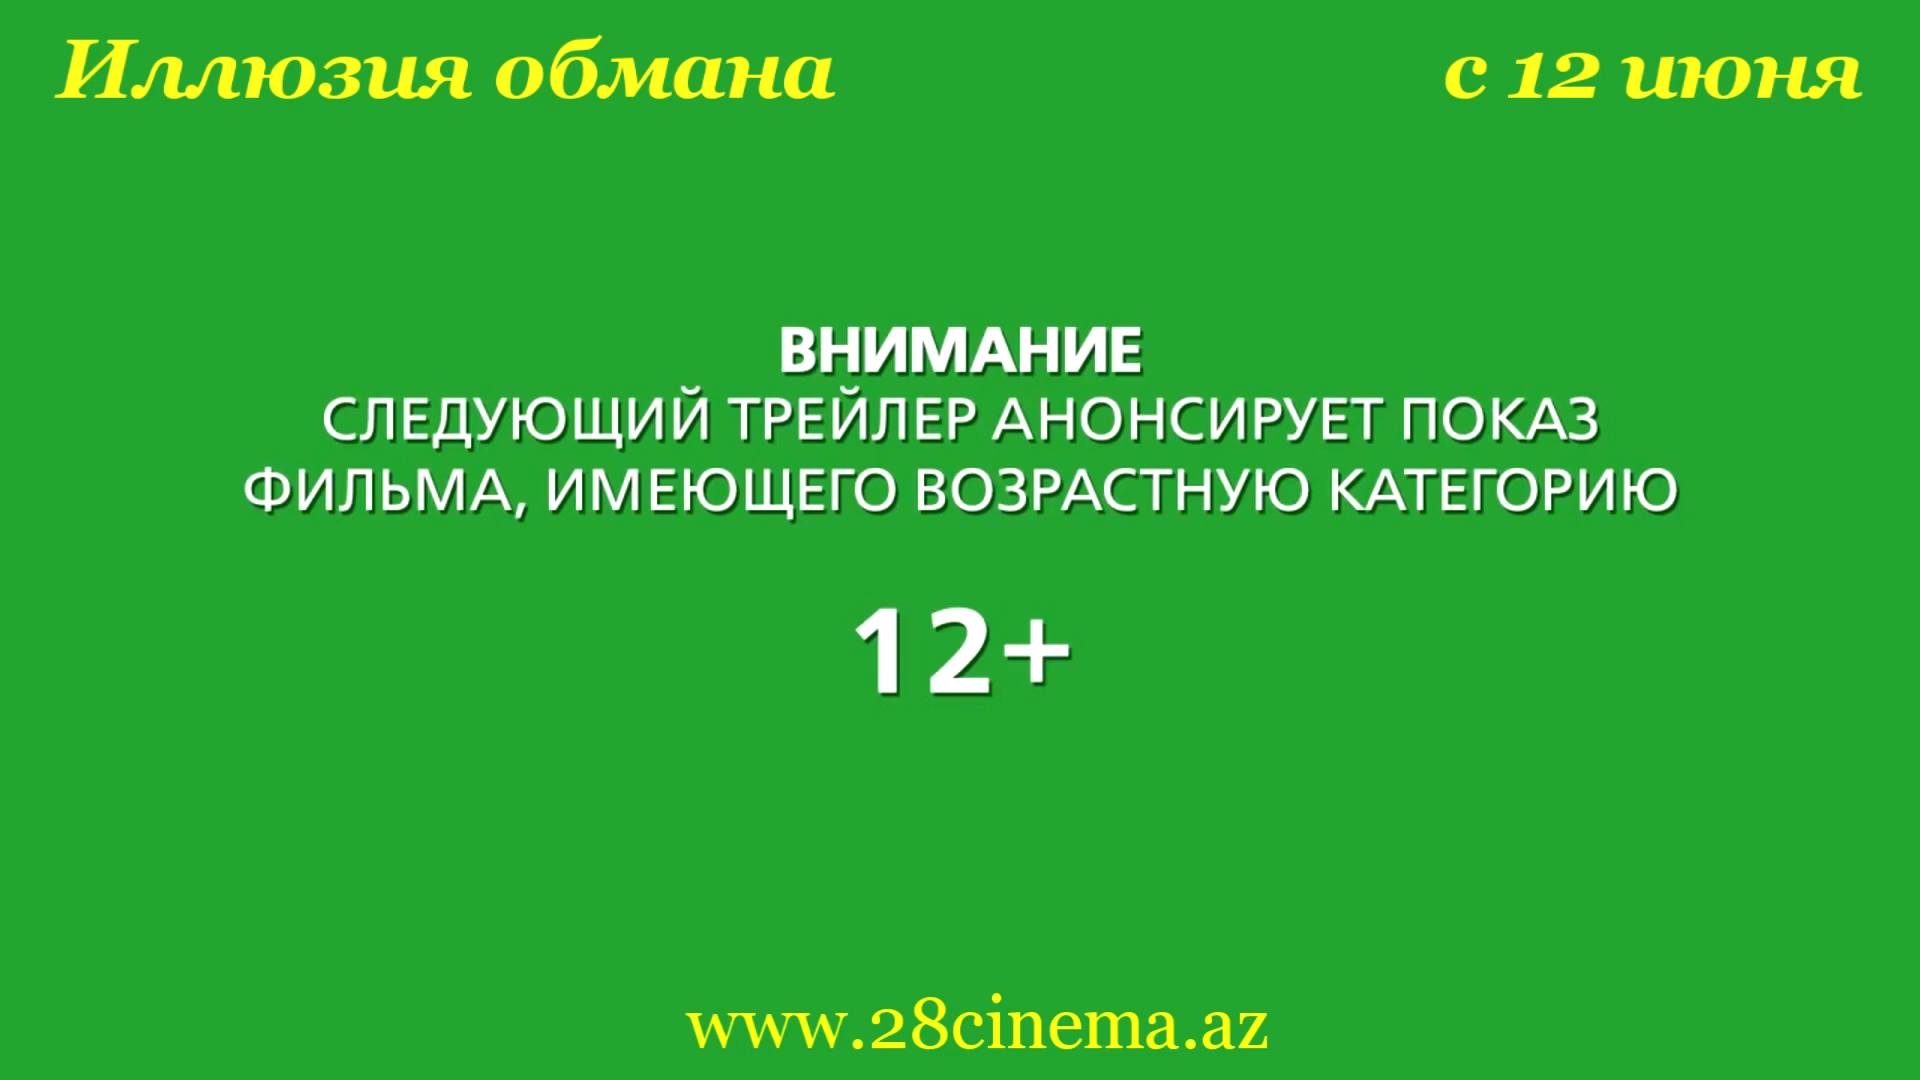 Иллюзия обмана
с 12 июня
ВНИМАНИЕ
СЛЕДУЮЩИЙ ТРЕЙЛЕР АНОНСИРУЕТ ПОКАЗ
ФИЛЬМА, ИМЕЮЩЕГО ВОЗРАСТНУЮ КАТЕГОРИЮ
12+
www.28cinema.az